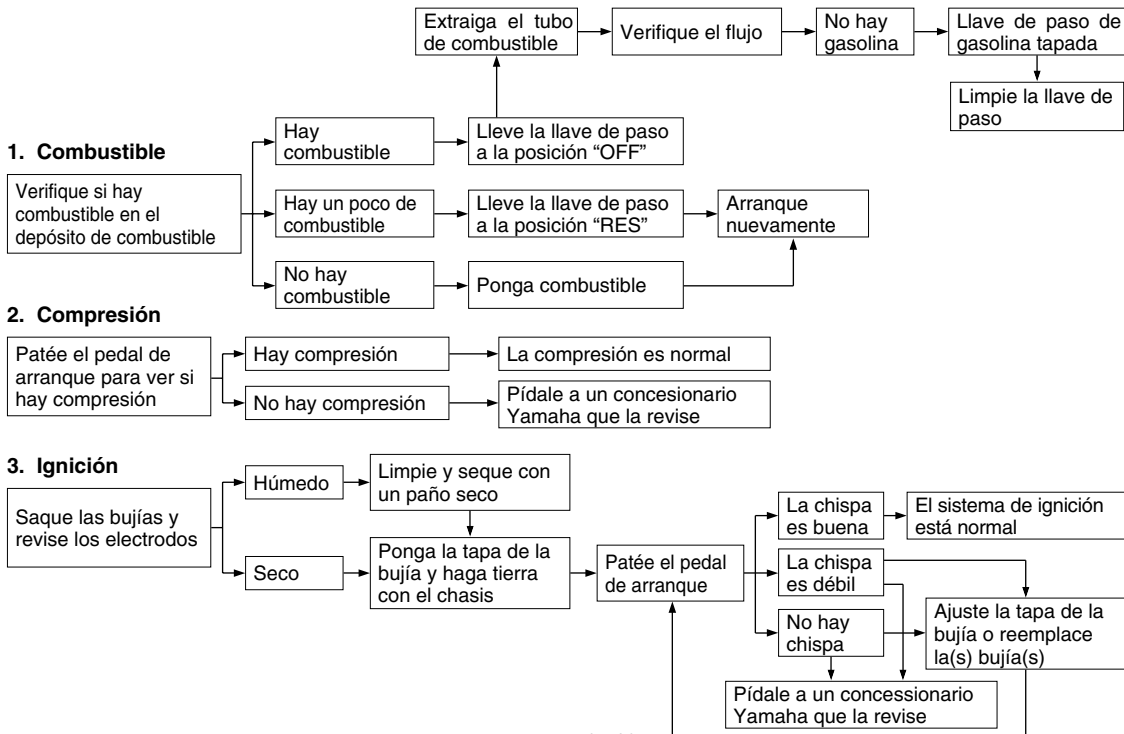 Extraiga el tubo
de combustible
Verifique el flujo
No hay
gasolina
Llave de paso de
gasolina tapada
Limpie la llave de
paso
1. Combustible
Verifique si hay
combustible en el
depósito de combustible
Hay
combustible
Lleve la llave de paso
a la posición “OFF”
Hay un poco de
combustible
Lleve la llave de paso
a la posición “RES”
Arranque
nuevamente
No hay
combustible
Ponga combustible
2. Compresión
Patée el pedal de
arranque para ver si
hay compresión
Hay compresión
La compresión es normal
No hay compresión
Pídale a un concesionario
Yamaha que la revise
3. Ignición
Saque las bujías y
revise los electrodos
Húmedo
Limpie y seque con
un paño seco
Seco
Ponga la tapa de la
bujía y haga tierra
con el chasis
Patée el pedal
de arranque
La chispa
es buena
El sistema de ignición
está normal
La chispa
es débil
No hay
chispa
Ajuste la tapa de la
bujía o reemplace
la(s) bujía(s)
Pídale a un concessionario
Yamaha que la revise